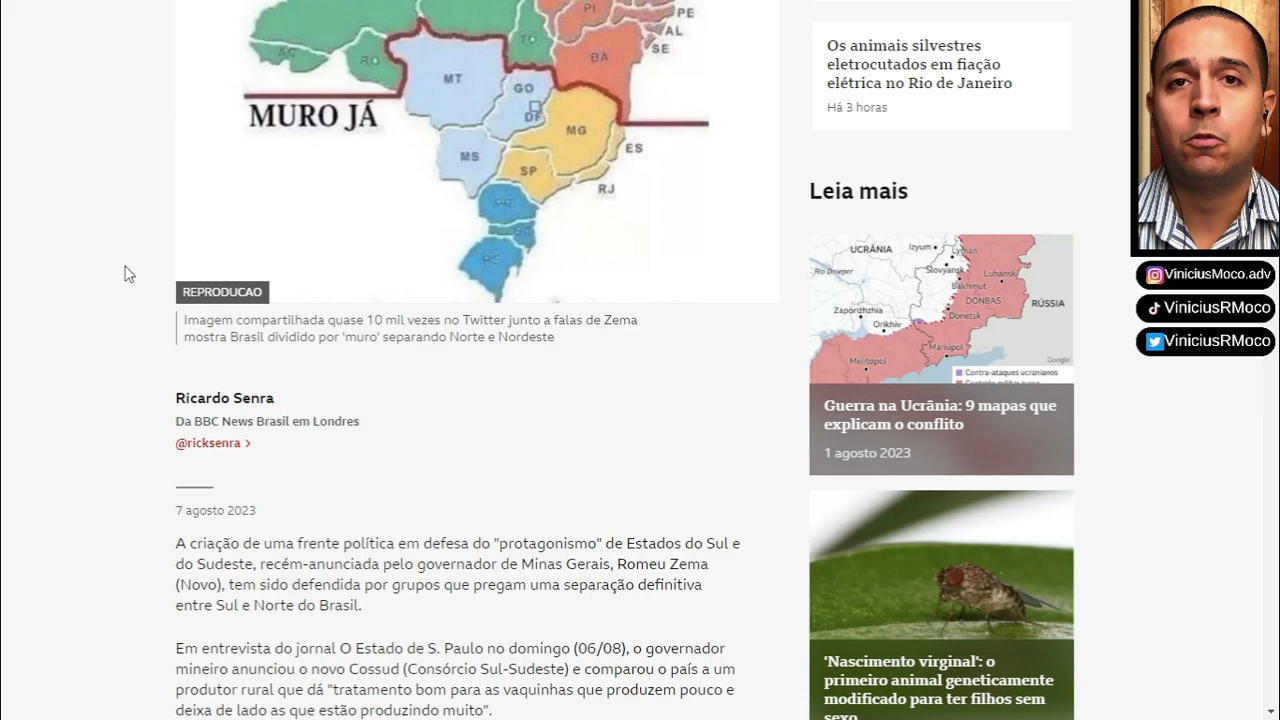 PI
PE
AL
SE
TO
AC
RO
BA
MT
GO
MURO JÁ
DF
MG
ES
MS
SP
RJ
REPRODUCAO
Imagem compartilhada quase 10 mil vezes no Twitter junto a falas de Zema
mostra Brasil dividido por 'muro' separando Norte e Nordeste
Ricardo Senra
Da BBC News Brasil em Londres
@ricksenra >
7 agosto 2023
A criação de uma frente política em defesa do "protagonismo" de Estados do Sul e
do Sudeste, recém-anunciada pelo governador de Minas Gerais, Romeu Zema
(Novo), tem sido defendida por grupos que pregam uma separação definitiva
entre Sul e Norte do Brasil.
Em entrevista do jornal O Estado de S. Paulo no domingo (06/08), o governador
mineiro anunciou o novo Cossud (Consórcio Sul-Sudeste) e comparou o país a um
produtor rural que dá "tratamento bom para as vaquinhas que produzem pouco e
deixa de lado as que estão produzindo muito".
Os animais silvestres
eletrocutados em fiação
elétrica no Rio de Janeiro
Há 3 horas
Leia mais
UCRÂNIA
Izyum
Lyman
Rio Dnieper
Slovyansk
Luhansk
Bakhmut
DONBAS
RÚSSIA
Zaporizhzhia
Donetsk
Orikhiv
Mariupol
Melitopol
Google
Contra-ataques ucranianos
Guerra na Ucrânia: 9 mapas que
explicam o conflito
1 agosto 2023
'Nascimento virginal': o
primeiro animal geneticamente
modificado para ter filhos sem
sexo
ViniciusMoco.adv
ViniciusRMoco
ViniciusRMoco